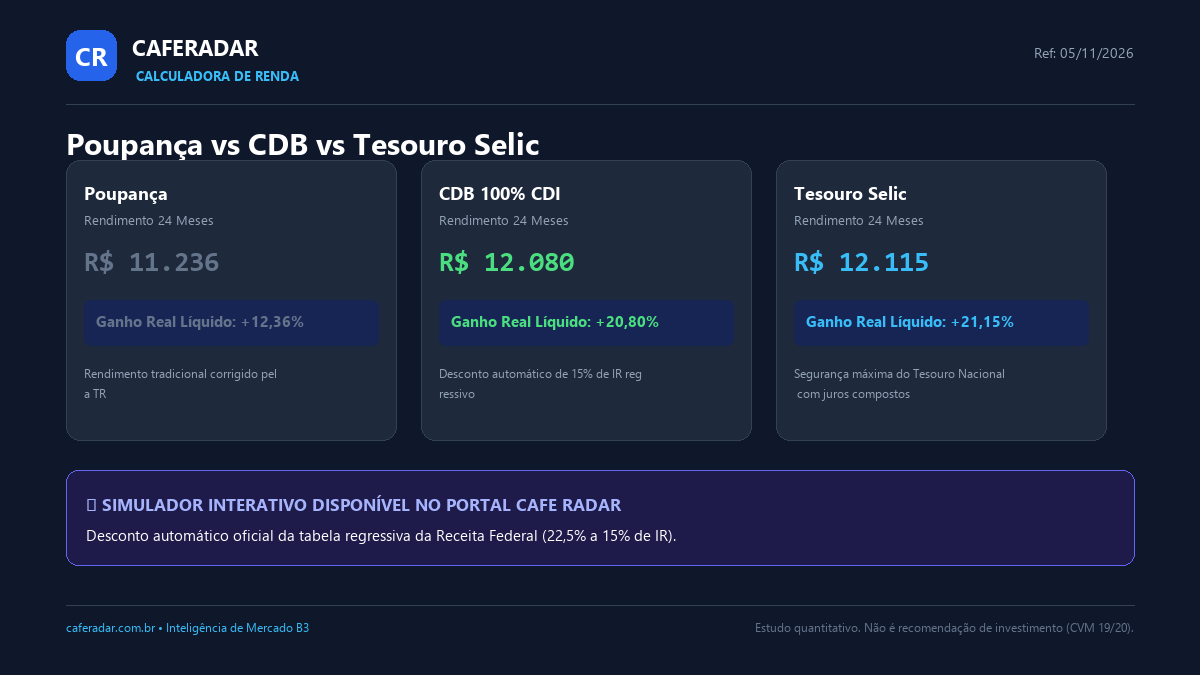 CR
CAFERADAR
CALCULADORA DE RENDA
Ref: 05/11/2026
Poupança vs CDB vs Tesouro Selic
Poupança
Rendimento 24 Meses
R$ 11.236
Ganho Real Líquido: +12,36%
Rendimento tradicional corrigido pel
a TR
CDB 100% CDI
Rendimento 24 Meses
R$ 12.080
Ganho Real Líquido: +20,80%
Desconto automático de 15% de IR reg
ressivo
Tesouro Selic
Rendimento 24 Meses
R$ 12.115
Ganho Real Líquido: +21,15%
Segurança máxima do Tesouro Nacional
com juros compostos
SIMULADOR INTERATIVO DISPONÍVEL NO PORTAL CAFE RADAR
Desconto automático oficial da tabela regressiva da Receita Federal (22,5% a 15% de IR).
caferadar.com.br • Inteligência de Mercado B3
Estudo quantitativo. Não é recomendação de investimento (CVM 19/20).